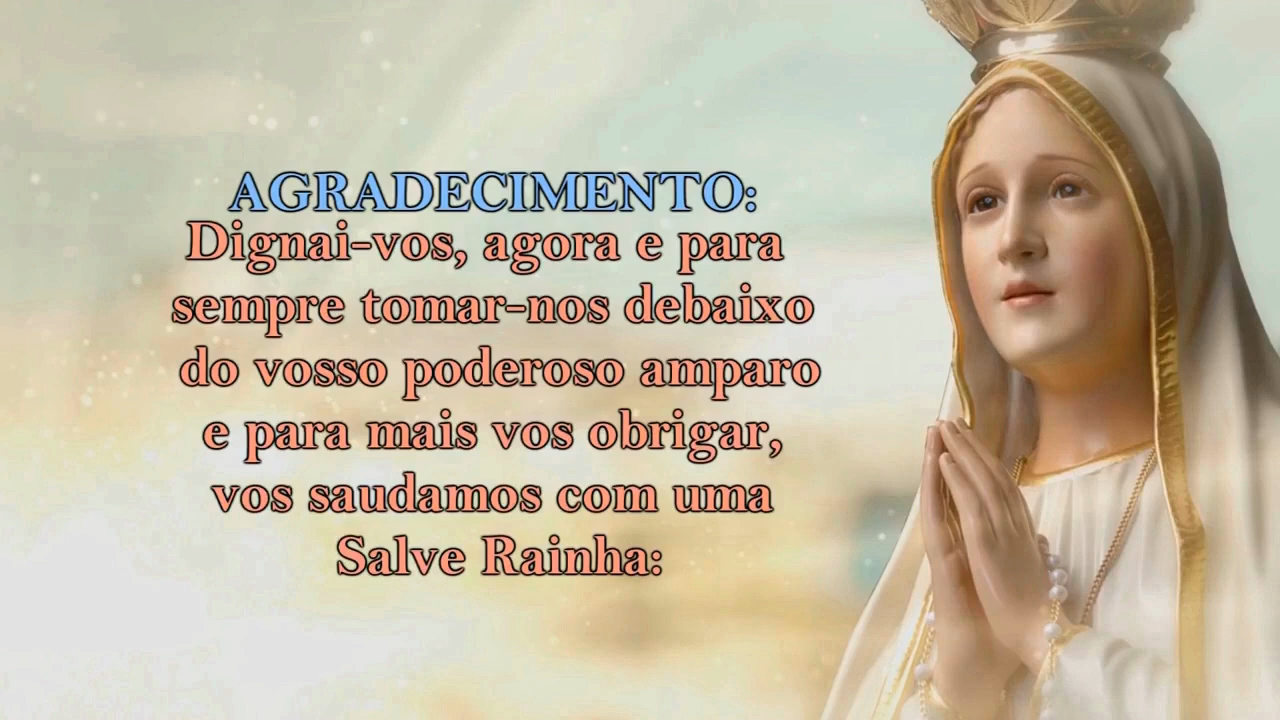 AGRADECIMENTO:
Dignai-vos, agora e para
sempre tomar-nos debaixo
do vosso poderoso amparo
e para mais vos obrigar,
vos saudamos com uma
Salve Rainha: